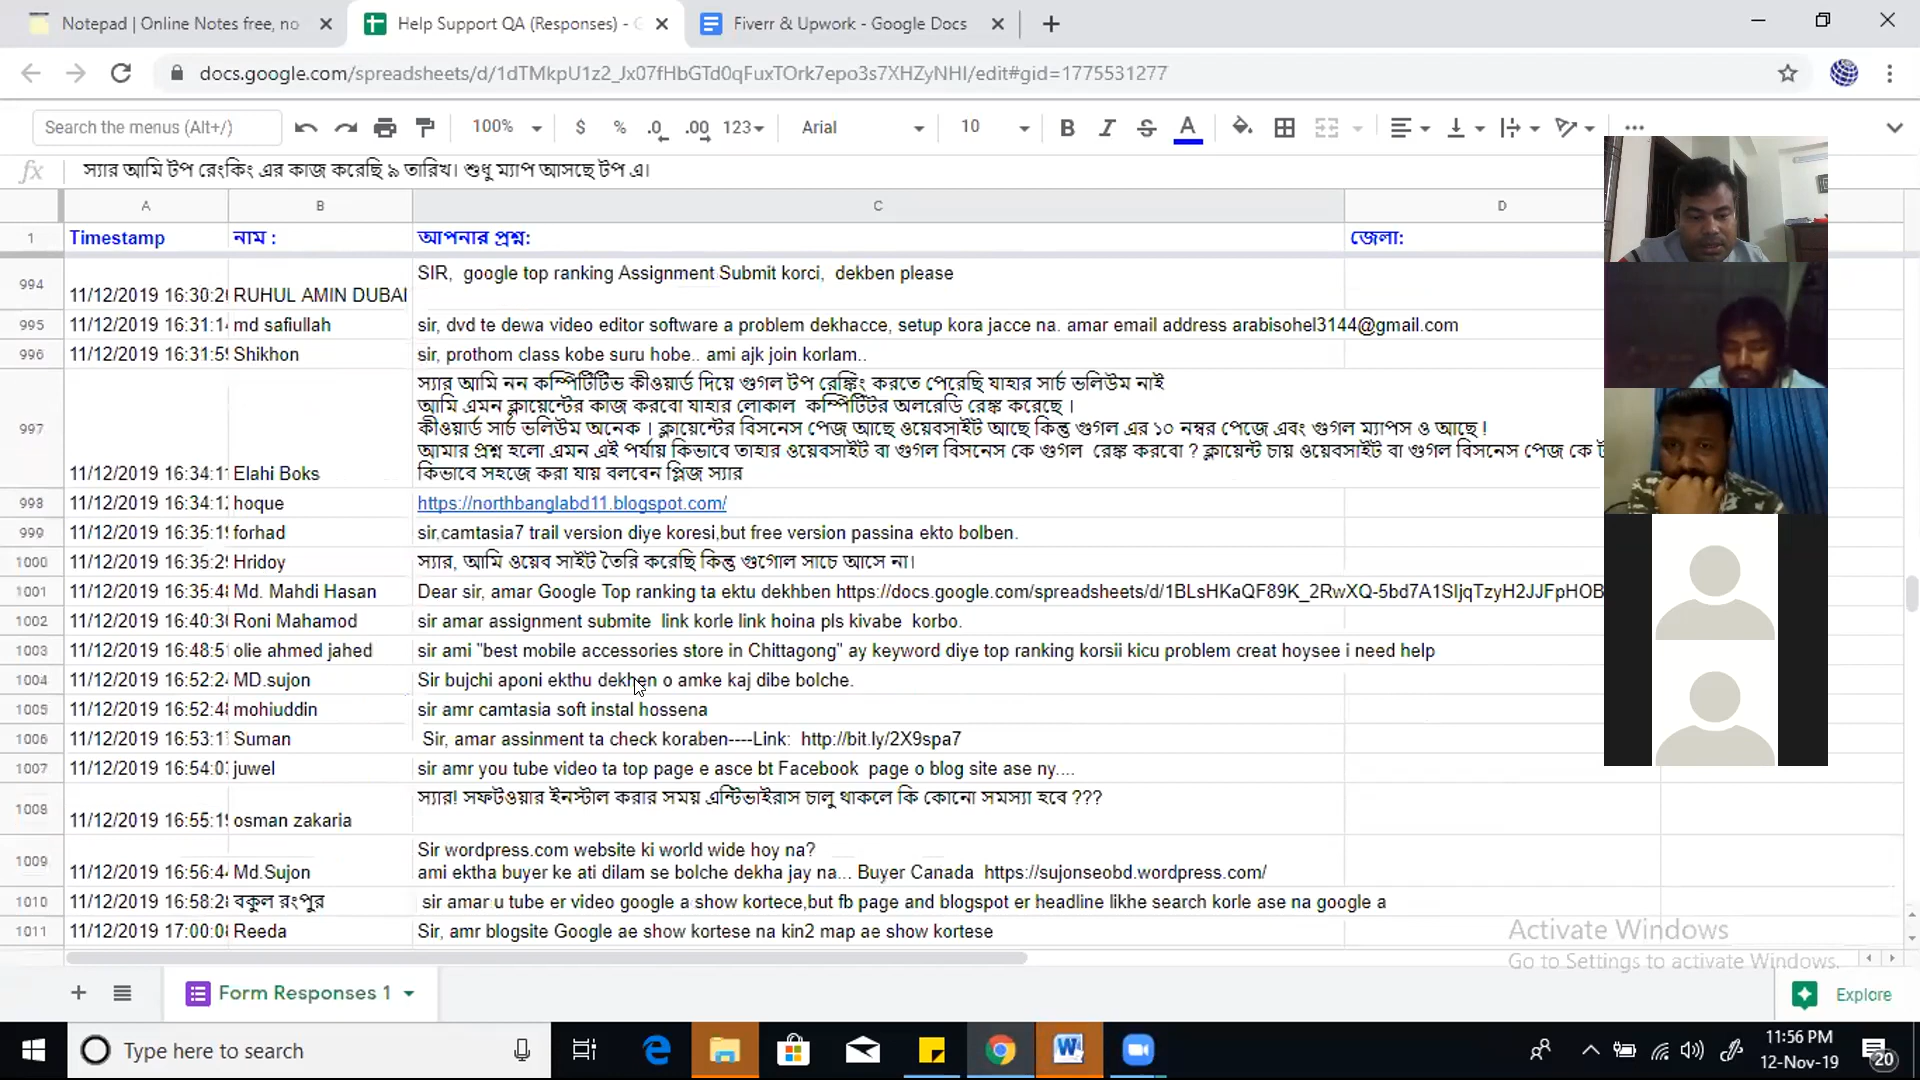 Notepad | Online Notes free, no
Help Support QA (Responses) - G
Fiverr & Upwork - Google Docs
docs.google.com/spreadsheets/d/1dTMkpU1z2_Jx07fHbGTd0qFuxTOrk7epo3s7XHZyNHI/edit#gid=1775531277
Search the menus (Alt+/)
100%
$ % .0 .00 123
Arial
10
B I S A
fx স্যার আমি টপ রেংকিং এর কাজ করেছি ৯ তারিখ। শুধু ম্যাপ আসছে টপ এ।
A B C D
1 Timestamp নাম : আপনার প্রশ্ন: জেলা:
994 11/12/2019 16:30:20 RUHUL AMIN DUBAI SIR, google top ranking Assignment Submit korci, dekben please
995 11/12/2019 16:31:14 md safiullah sir, dvd te dewa video editor software a problem dekhacce, setup kora jacce na. amar email address arabisohel3144@gmail.com
996 11/12/2019 16:31:59 Shikhon sir, prothom class kobe suru hobe.. ami ajk join korlam..
স্যার আমি নন কম্পিটিটিভ কীওয়ার্ড দিয়ে গুগল টপ রেঙ্কিং করতে পেরেছি যাহার সার্চ ভলিউম নাই
আমি এমন ক্লায়েন্টের কাজ করবো যাহার লোকাল কম্পিটিটর অলরেডি রেঙ্ক করেছে ।
997 কীওয়ার্ড সার্চ ভলিউম অনেক । ক্লায়েন্টের বিসনেস পেজ আছে ওয়েবসাইট আছে কিন্তু গুগল এর ১০ নম্বর পেজে এবং গুগল ম্যাপস ও আছে !
আমার প্রশ্ন হলো এমন এই পর্যায় কিভাবে তাহার ওয়েবসাইট বা গুগল বিসনেস কে গুগল রেঙ্ক করবো ? ক্লায়েন্ট চায় ওয়েবসাইট বা গুগল বিসনেস পেজ কে ট
11/12/2019 16:34:11 Elahi Boks কিভাবে সহজে করা যায় বলবেন প্লিজ স্যার
998 11/12/2019 16:34:12 hoque https://northbanglabd11.blogspot.com/
999 11/12/2019 16:35:19 forhad sir,camtasia7 trail version diye koresi,but free version passina ekto bolben.
1000 11/12/2019 16:35:29 Hridoy স্যার, আমি ওয়েব সাইট তৈরি করেছি কিন্তু গুগোল সাচে আসে না।
1001 11/12/2019 16:35:48 Md. Mahdi Hasan Dear sir, amar Google Top ranking ta ektu dekhben https://docs.google.com/spreadsheets/d/1BLsHKaQF89K_2RwXQ-5bd7A1SIjqTzyH2JJFpHOB
1002 11/12/2019 16:40:30 Roni Mahamod sir amar assignment submite link korle link hoina pls kivabe korbo.
1003 11/12/2019 16:48:51 olie ahmed jahed sir ami "best mobile accessories store in Chittagong" ay keyword diye top ranking korsii kicu problem creat hoysee i need help
1004 11/12/2019 16:52:24 MD.sujon Sir bujchi aponi ekthu dekhen o amke kaj dibe bolche.
1005 11/12/2019 16:52:48 mohiuddin sir amr camtasia soft instal hossena
1006 11/12/2019 16:53:17 Suman Sir, amar assinment ta check koraben----Link: http://bit.ly/2X9spa7
1007 11/12/2019 16:54:07 juwel sir amr you tube video ta top page e asce bt Facebook page o blog site ase ny....
1008 11/12/2019 16:55:19 osman zakaria স্যার! সফটওয়ার ইনস্টাল করার সময় এন্টিভাইরাস চালু থাকলে কি কোনো সমস্যা হবে ???
Sir wordpress.com website ki world wide hoy na?
1009 11/12/2019 16:56:44 Md.Sujon ami ektha buyer ke ati dilam se bolche dekha jay na... Buyer Canada https://sujonseobd.wordpress.com/
1010 11/12/2019 16:58:28 বকুল রংপুর sir amar u tube er video google a show kortece,but fb page and blogspot er headline likhe search korle ase na google a
1011 11/12/2019 17:00:08 Reeda Sir, amr blogsite Google ae show kortese na kin2 map ae show kortese
Activate Windows
Go to Settings to activate Windows.
Form Responses 1
Explore
Type here to search
11:56 PM
12-Nov-19
20